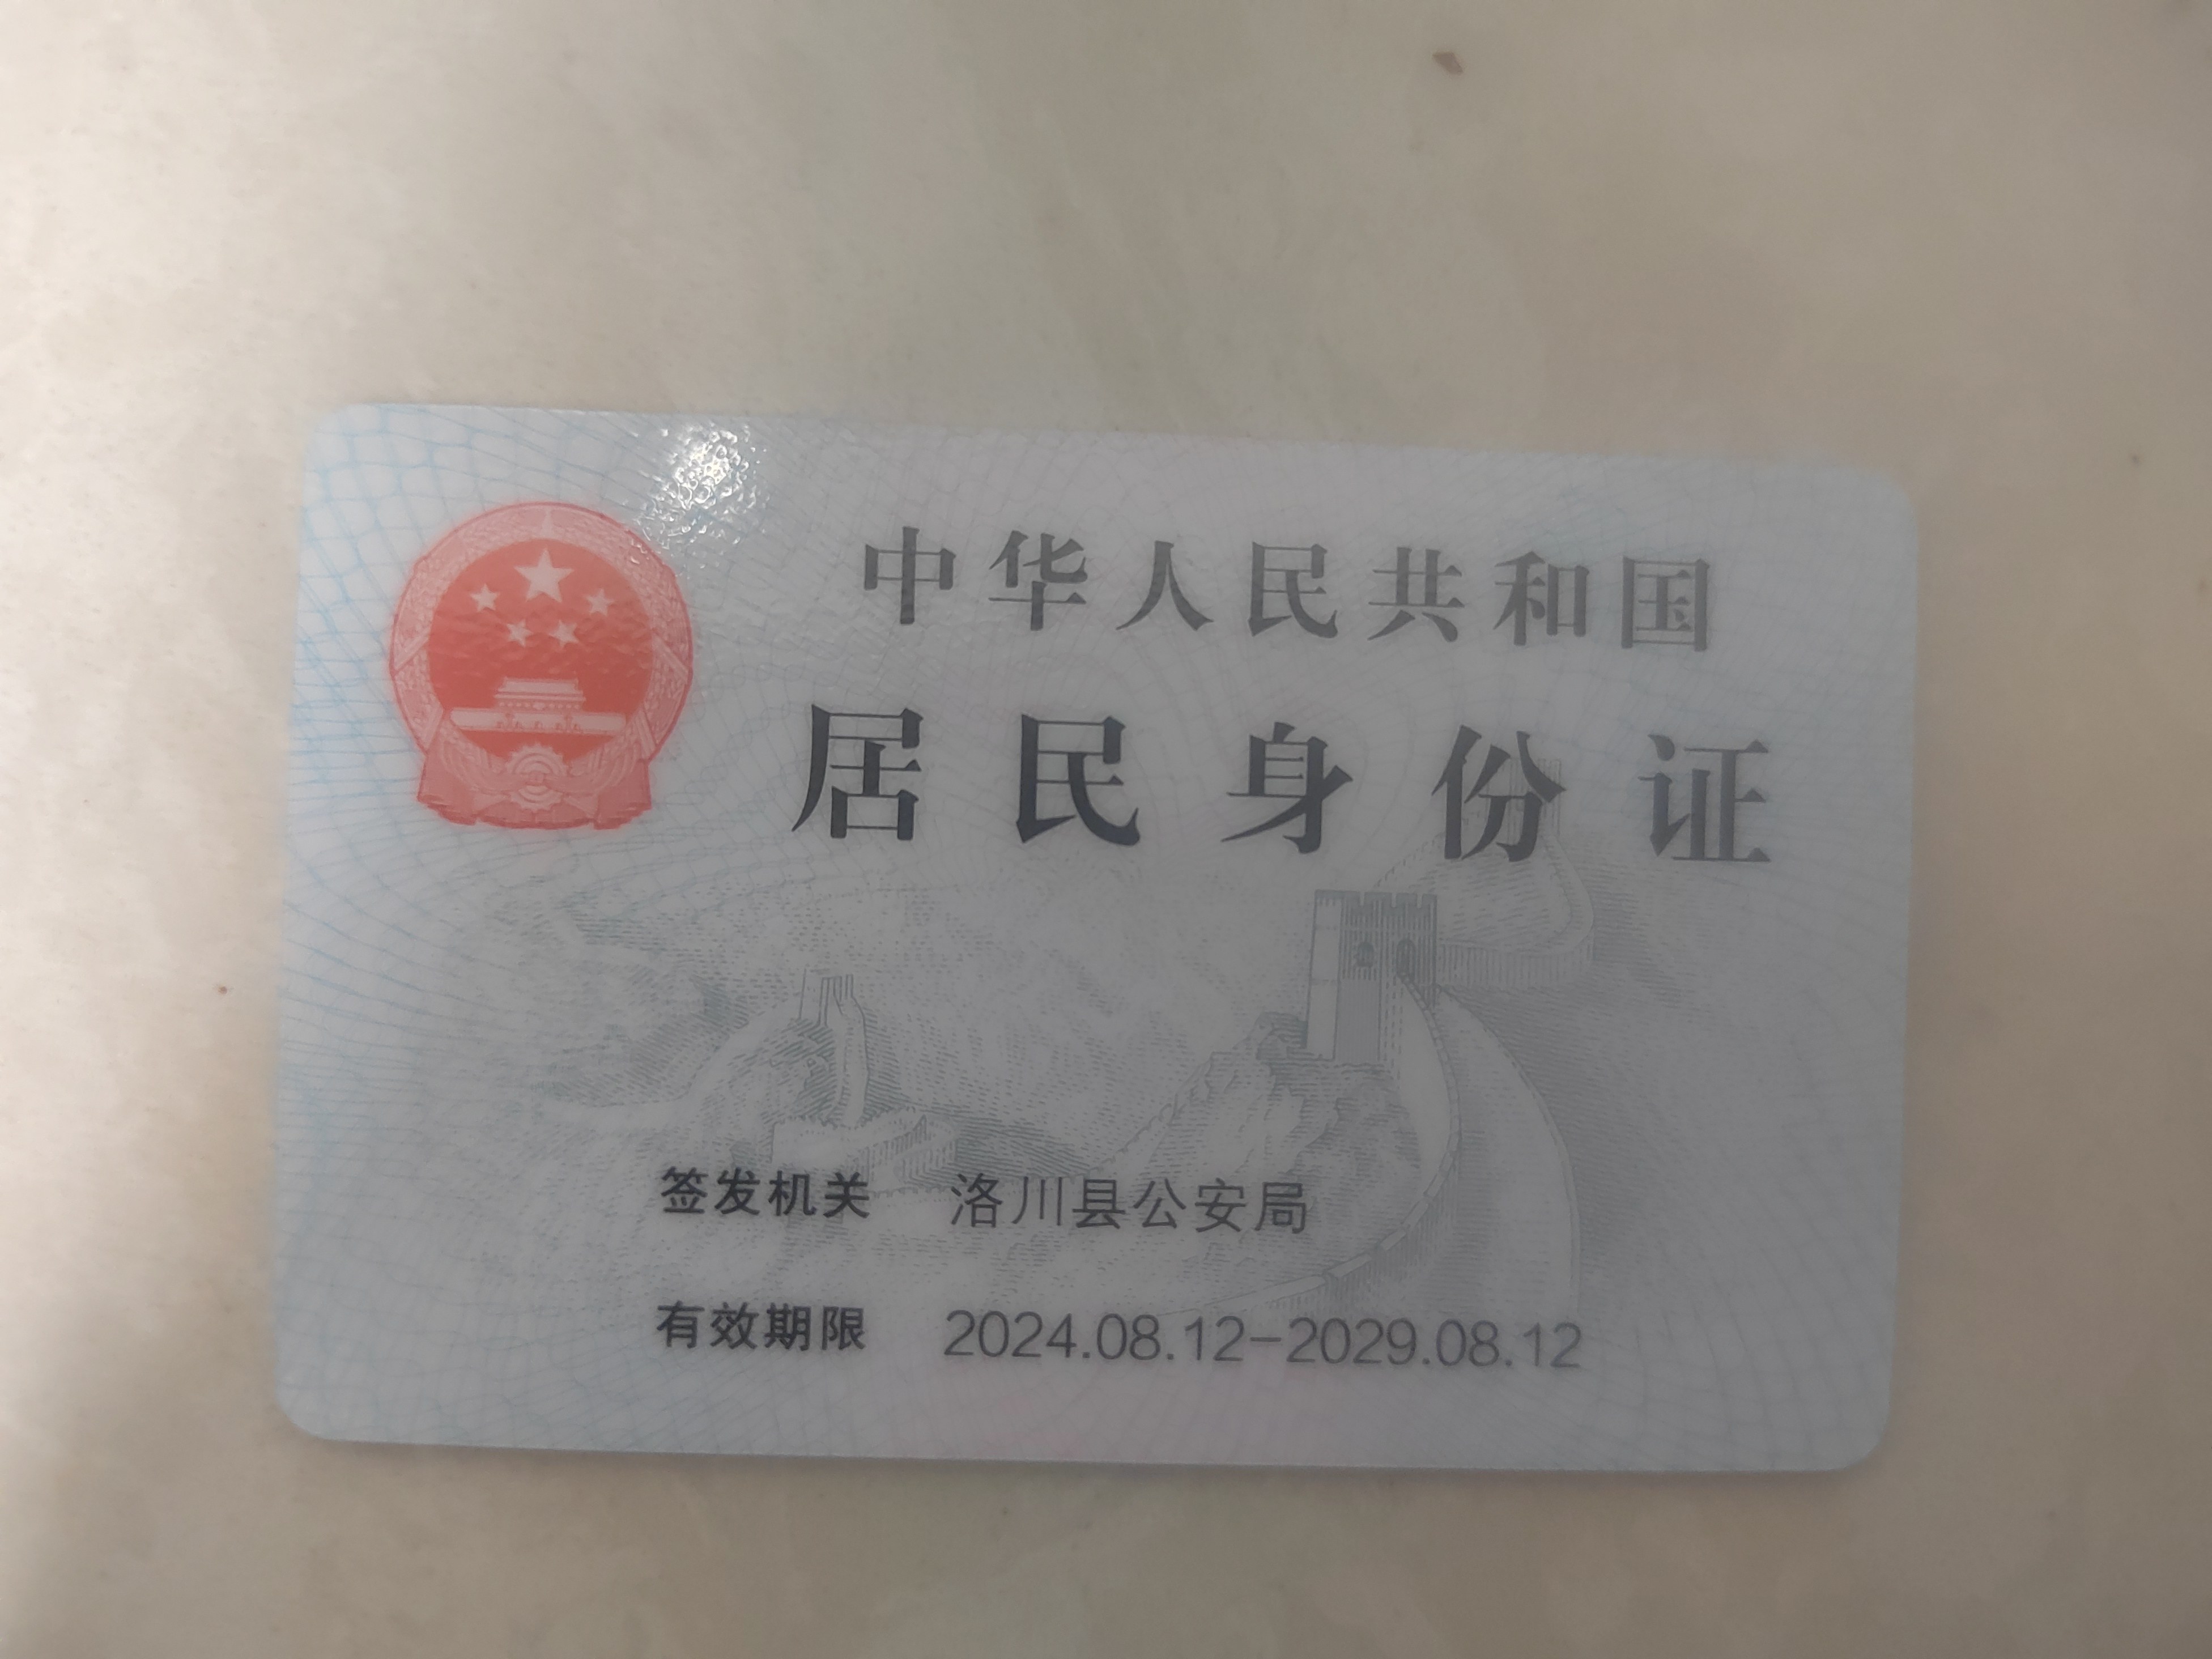 中华人民共和国
居民身份证
签发机关 洛川县公安局
有效期限 2024.08.12-2029.08.12